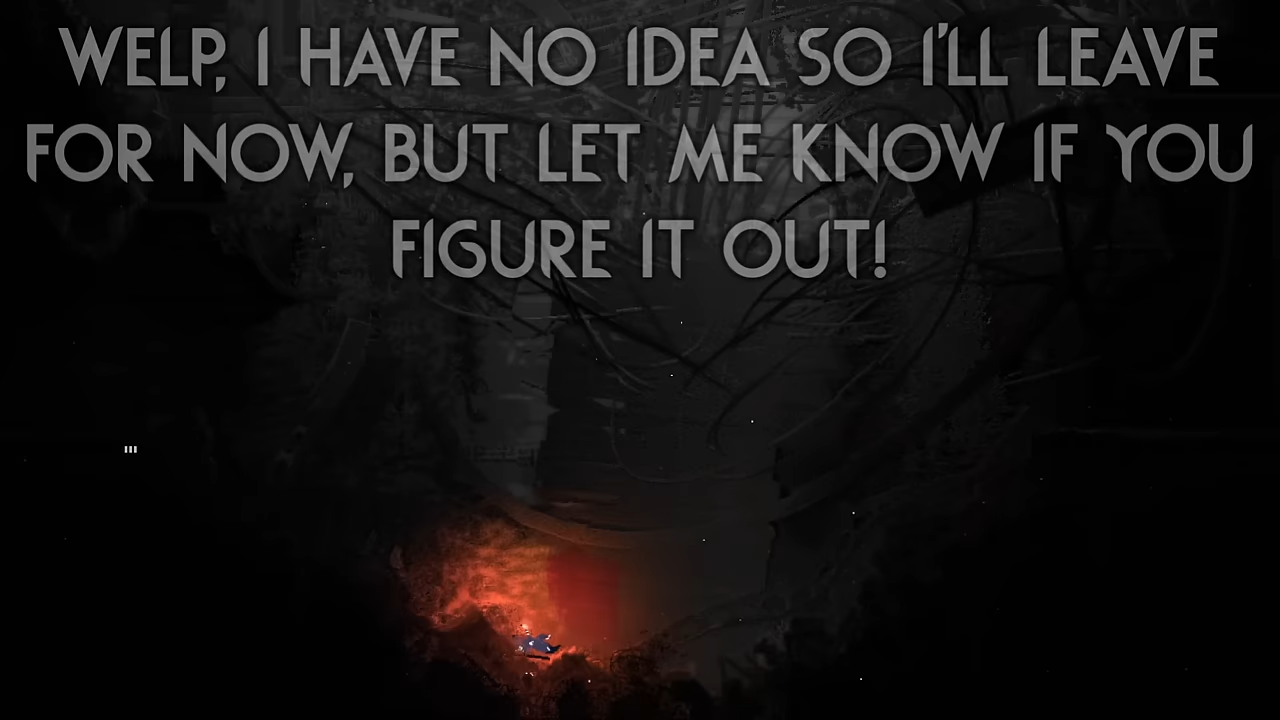 WELP, I HAVE NO IDEA SO I'LL LEAVE
FOR NOW, BUT LET ME KNOW IF YOU
FIGURE IT OUT!